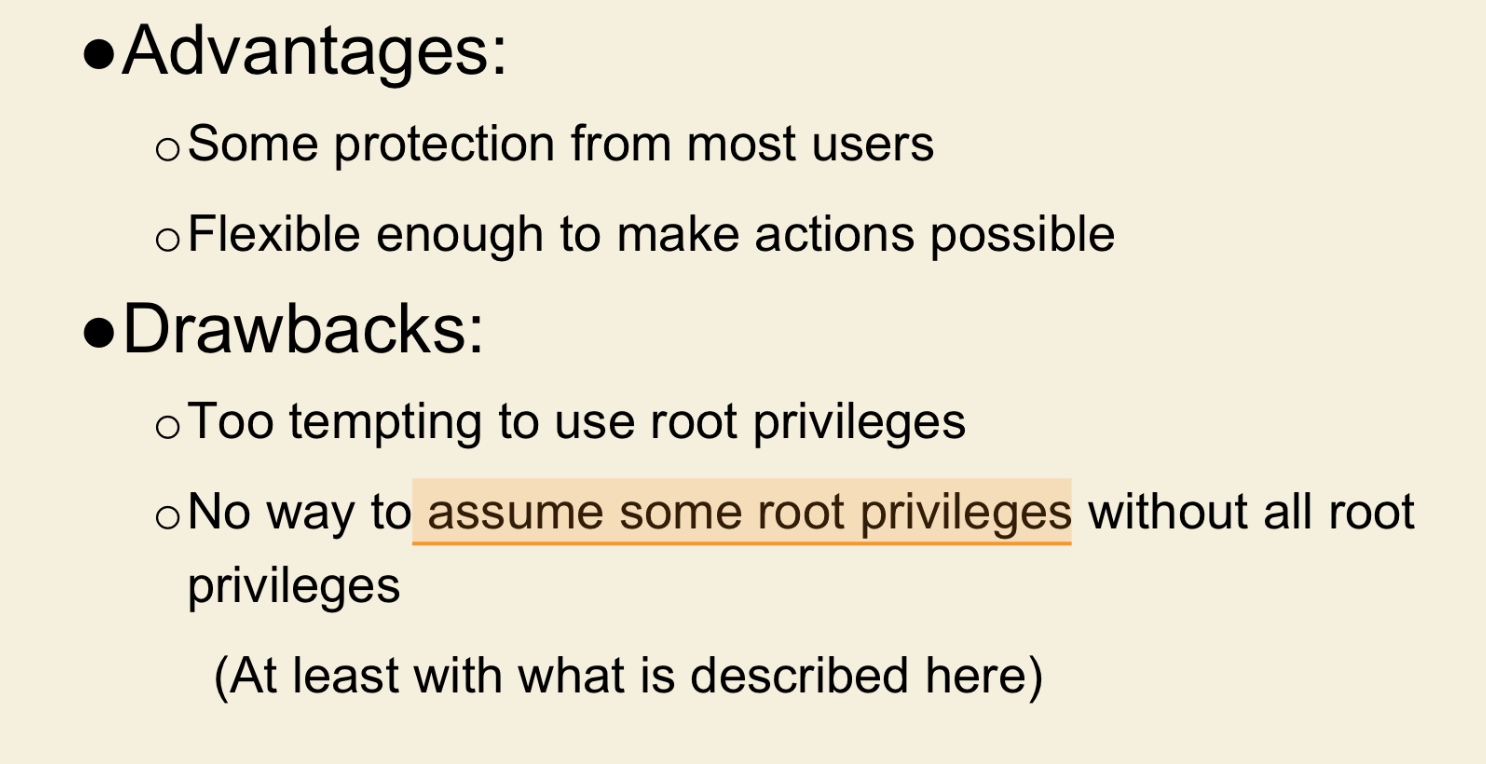 ●Advantages:
○Some protection from most users
○Flexible enough to make actions possible
●Drawbacks:
○Too tempting to use root privileges
○No way to assume some root privileges without all root
privileges
(At least with what is described here)